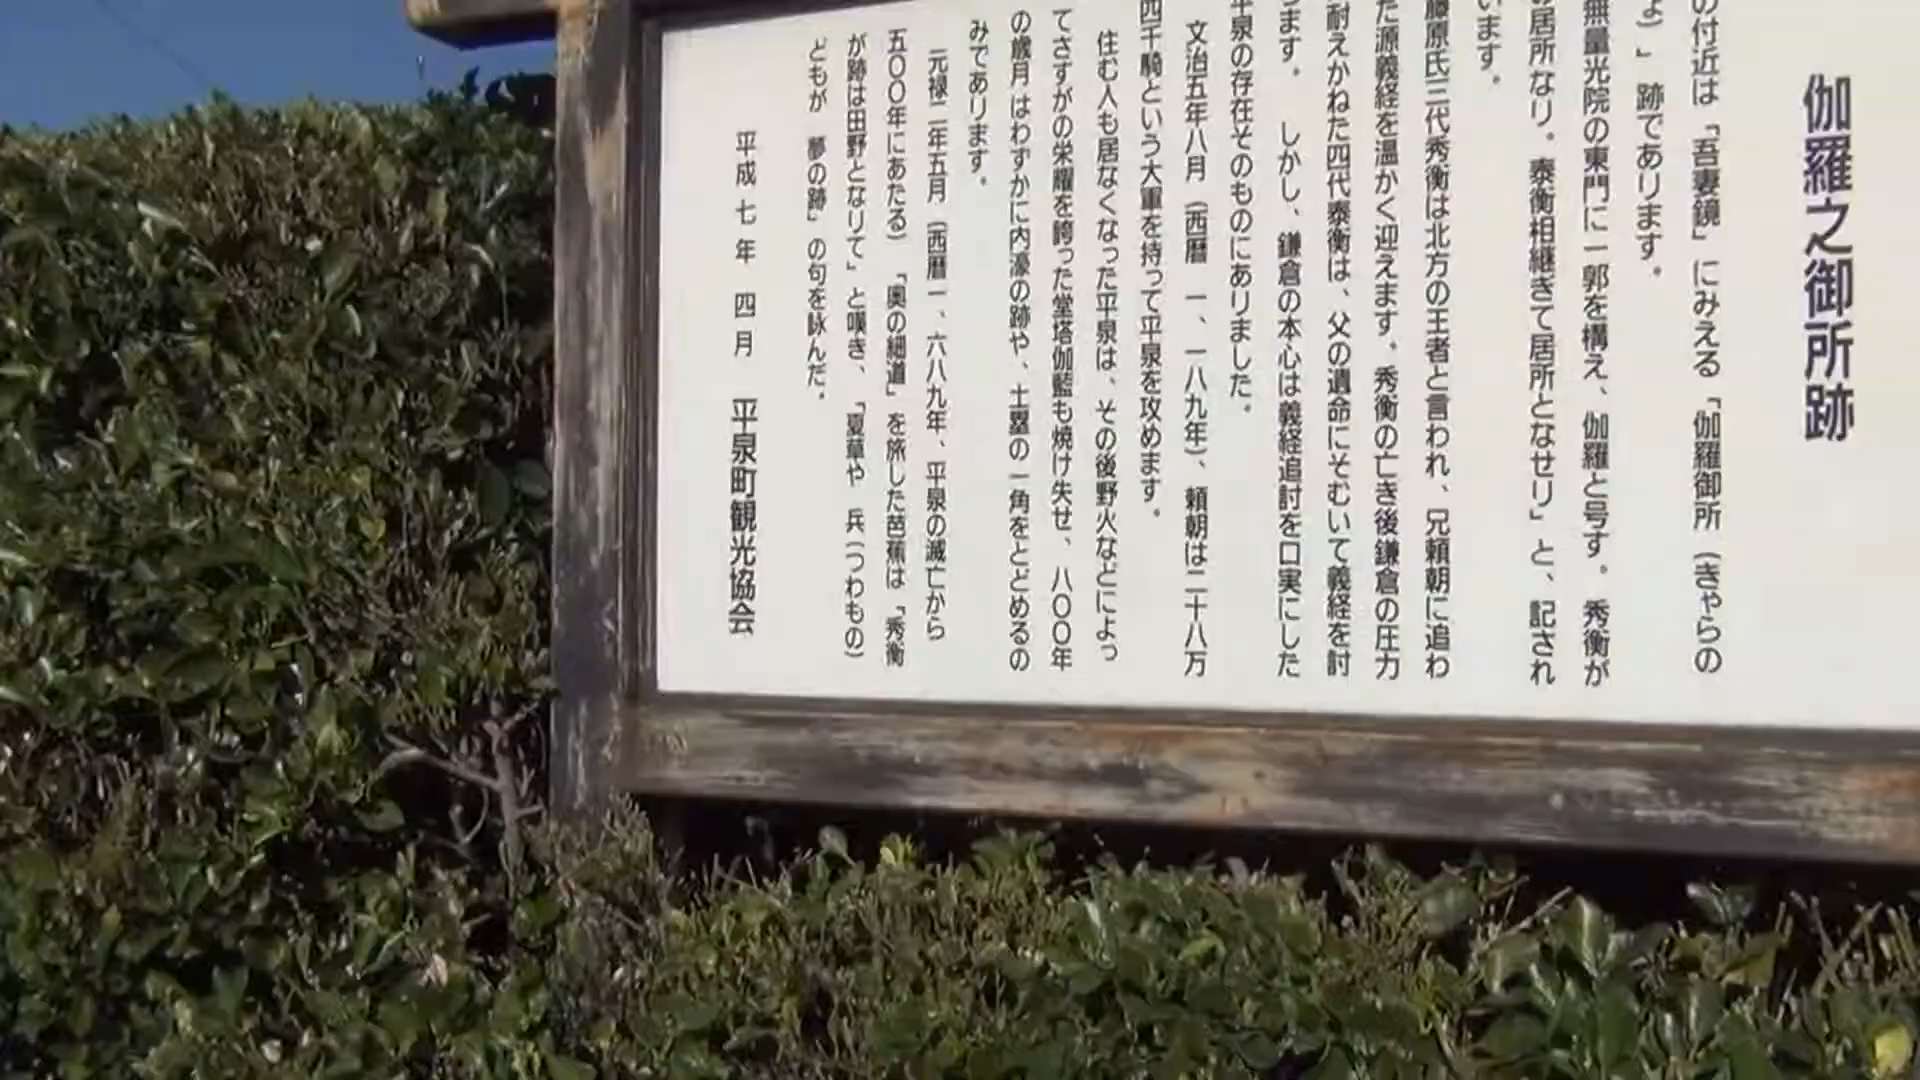 伽羅之御所跡
の付近は「吾妻鏡」にみえる「伽羅御所（きゃらの
ょ）」跡であります。
無量光院の東門に一郭を構え、伽羅と号す。秀衡が
居所なり。泰衡相継ぎて居所となせり」と、記され
います。
藤原氏三代秀衡は北方の王者と言われ、兄頼朝に追わ
た源義経を温かく迎えます。秀衡の亡き後鎌倉の圧力
耐えかねた四代泰衡は、父の遺命にそむいて義経を討
ます。しかし、鎌倉の本心は義経追討を口実にした
平泉の存在そのものにありました。
文治五年八月（西暦一、一八九年）、頼朝は二十八万
四千騎という大軍を持って平泉を攻めます。
住む人も居なくなった平泉は、その後野火などによっ
てさすがの栄耀を誇った堂塔伽藍も焼け失せ、八〇〇年
の歳月はわずかに内濠の跡や、土塁の一角をとどめるの
みであります。
元禄二年五月（西暦一、六八九年、平泉の滅亡から
五〇〇年にあたる）「奥の細道」を旅した芭蕉は「秀衡
が跡は田野となりて」と嘆き、「夏草や 兵（つわもの）
どもが 夢の跡」の句を詠んだ。
平成七年 四月 平泉町観光協会